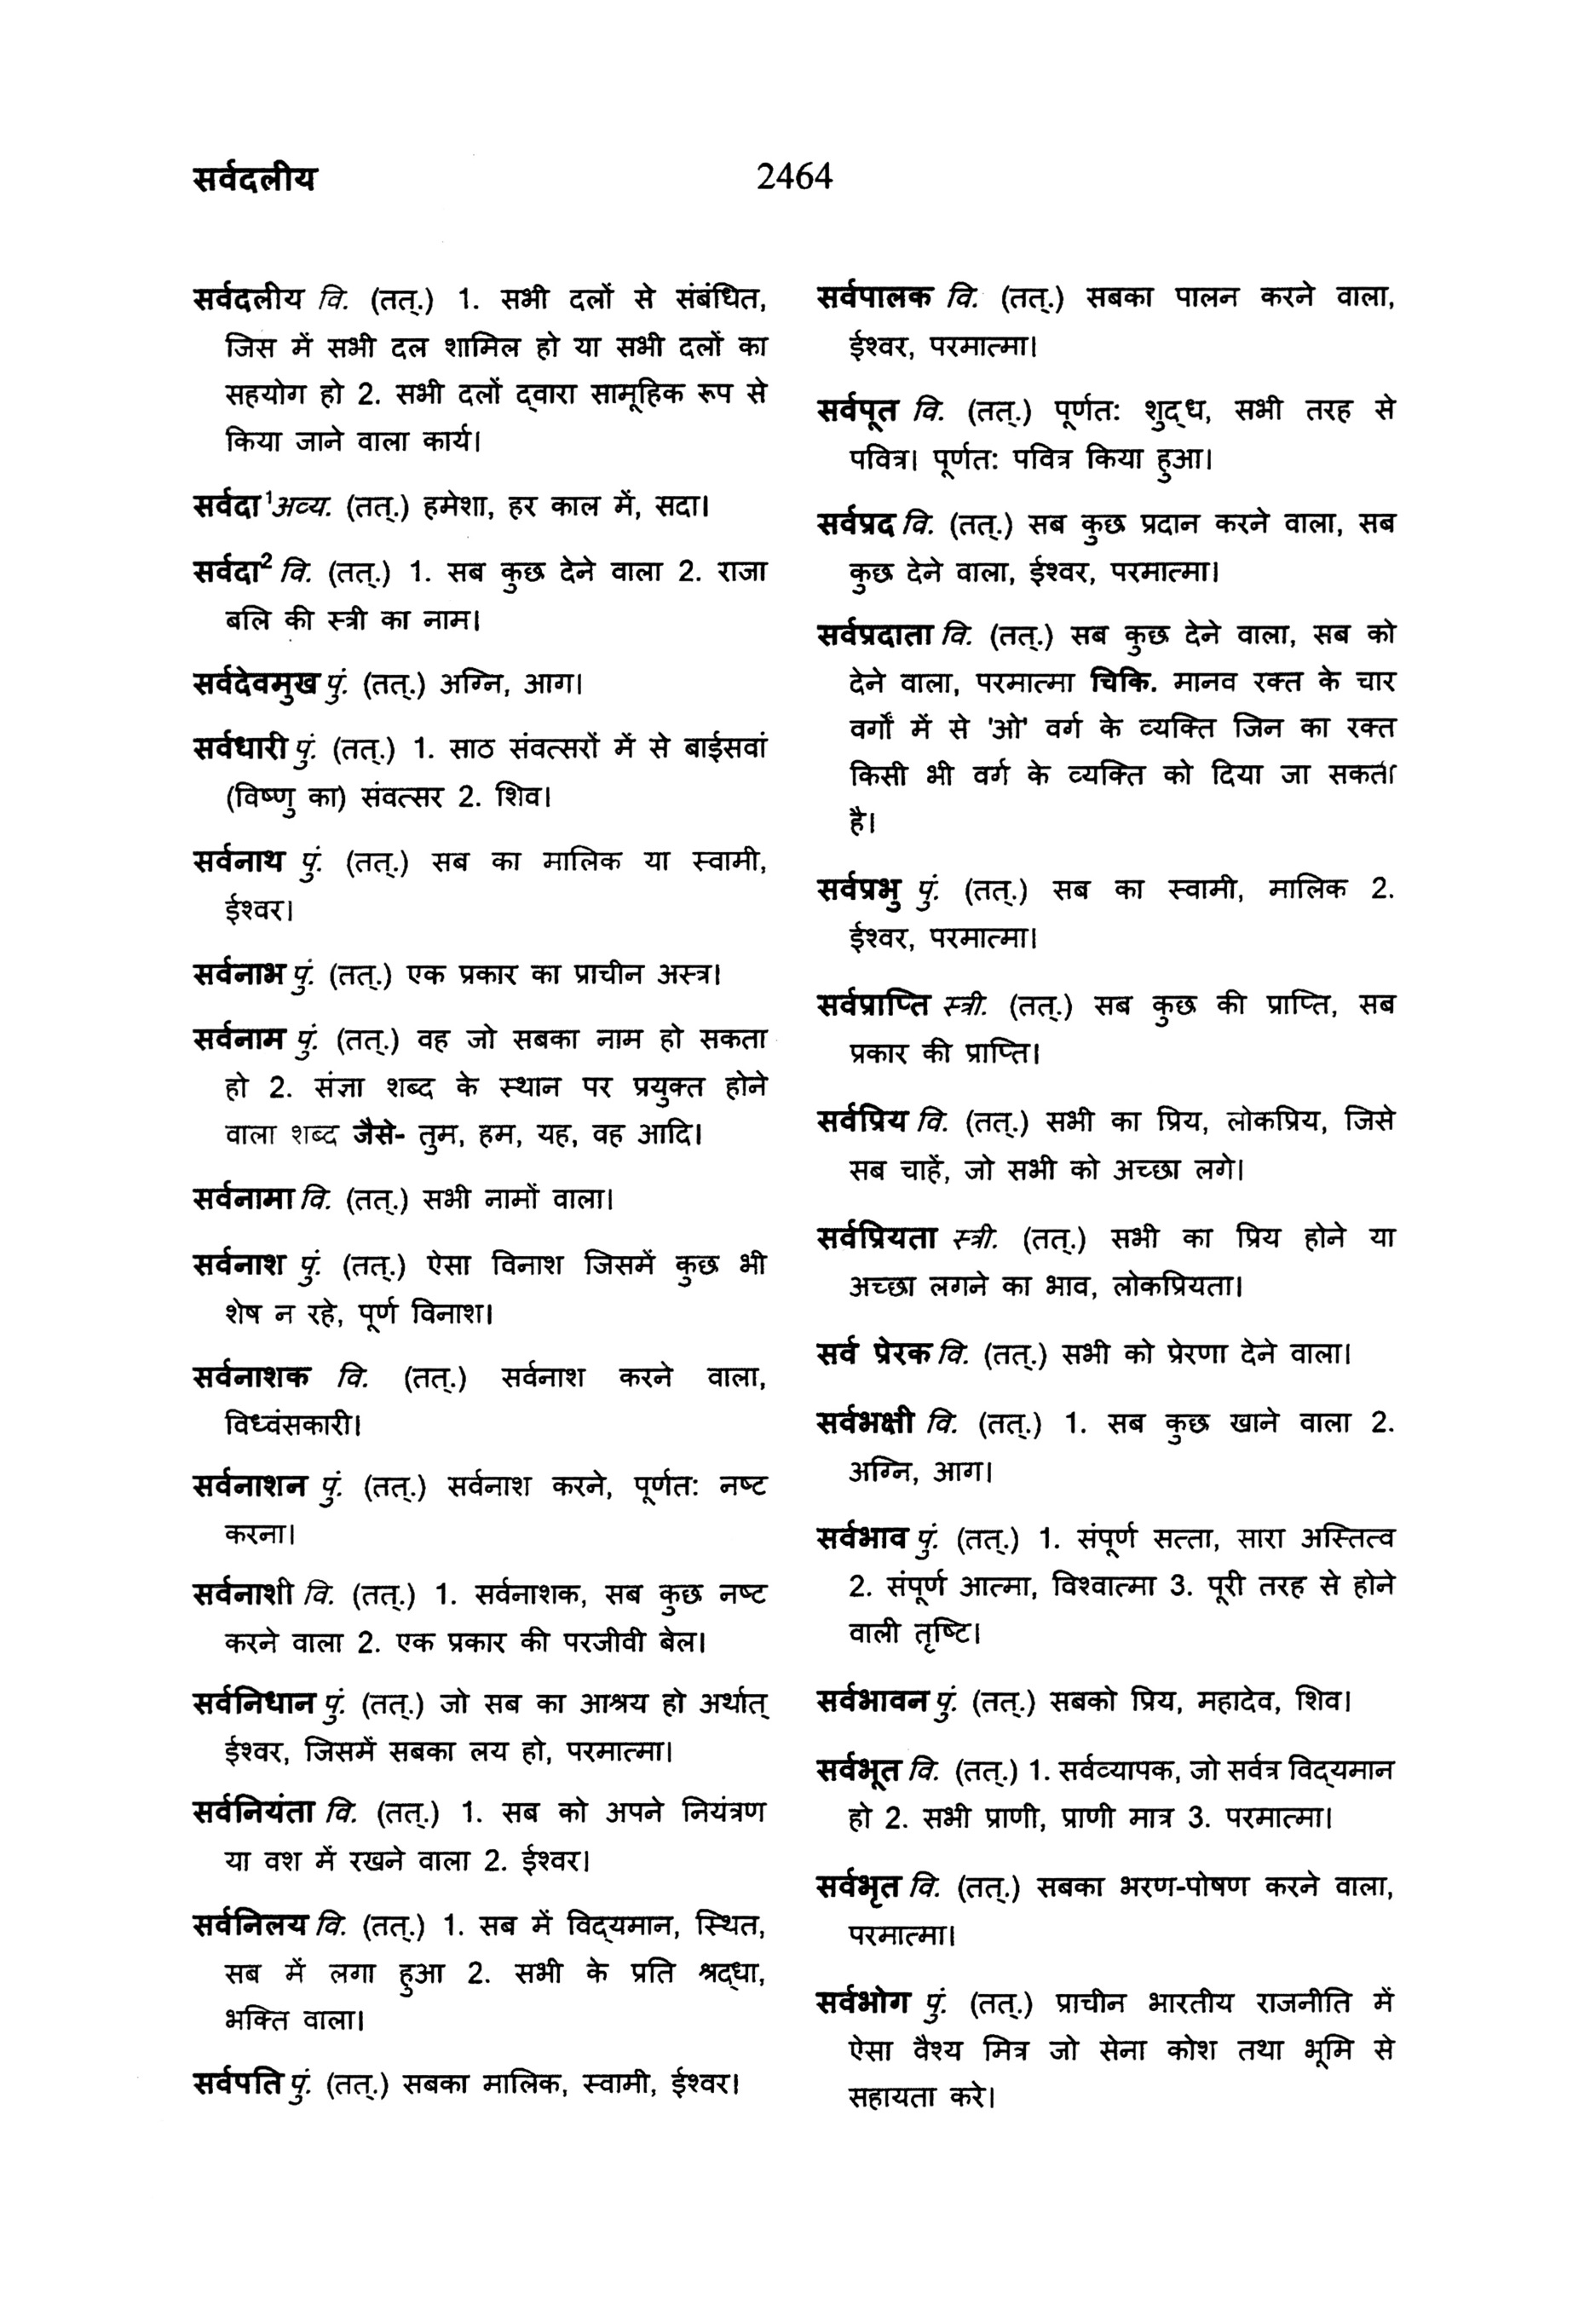 सर्वदलीय
2464
सर्वदलीय वि. (तत्.) 1. सभी दलों से संबंधित,
जिस में सभी दल शामिल हो या सभी दलों का
सहयोग हो 2. सभी दलों द्वारा सामूहिक रूप से
किया जाने वाला कार्य।
सर्वदा¹ अव्य. (तत्.) हमेशा, हर काल में, सदा।
सर्वदा² वि. (तत्.) 1. सब कुछ देने वाला 2. राजा
बलि की स्त्री का नाम।
सर्वदेवमुख पुं. (तत्.) अग्नि, आग।
सर्वधारी पुं. (तत्.) 1. साठ संवत्सरों में से बाईसवां
(विष्णु का) संवत्सर 2. शिव।
सर्वनाथ पुं. (तत्.) सब का मालिक या स्वामी,
ईश्वर।
सर्वनाभ पुं. (तत्.) एक प्रकार का प्राचीन अस्त्र।
सर्वनाम पुं. (तत्.) वह जो सबका नाम हो सकता
हो 2. संज्ञा शब्द के स्थान पर प्रयुक्त होने
वाला शब्द जैसे- तुम, हम, यह, वह आदि।
सर्वनामा वि. (तत्.) सभी नामों वाला।
सर्वनाश पुं. (तत्.) ऐसा विनाश जिसमें कुछ भी
शेष न रहे, पूर्ण विनाश।
सर्वनाशक वि. (तत्.) सर्वनाश करने वाला,
विध्वंसकारी।
सर्वनाशन पुं. (तत्.) सर्वनाश करने, पूर्णत: नष्ट
करना।
सर्वनाशी वि. (तत्.) 1. सर्वनाशक, सब कुछ नष्ट
करने वाला 2. एक प्रकार की परजीवी बेल।
सर्वनिधान पुं. (तत्.) जो सब का आश्रय हो अर्थात्
ईश्वर, जिसमें सबका लय हो, परमात्मा।
सर्वनियंता वि. (तत्.) 1. सब को अपने नियंत्रण
या वश में रखने वाला 2. ईश्वर।
सर्वनिलय वि. (तत्.) 1. सब में विद्यमान, स्थित,
सब में लगा हुआ 2. सभी के प्रति श्रद्धा,
भक्ति वाला।
सर्वपति पुं. (तत्.) सबका मालिक, स्वामी, ईश्वर।
सर्वपालक वि. (तत्.) सबका पालन करने वाला,
ईश्वर, परमात्मा।
सर्वपूत वि. (तत्.) पूर्णत: शुद्ध, सभी तरह से
पवित्र। पूर्णत: पवित्र किया हुआ।
सर्वप्रद वि. (तत्.) सब कुछ प्रदान करने वाला, सब
कुछ देने वाला, ईश्वर, परमात्मा।
सर्वप्रदाता वि. (तत्.) सब कुछ देने वाला, सब को
देने वाला, परमात्मा चिकि. मानव रक्त के चार
वर्गों में से 'ओ' वर्ग के व्यक्ति जिन का रक्त
किसी भी वर्ग के व्यक्ति को दिया जा सकता
है।
सर्वप्रभु पुं. (तत्.) सब का स्वामी, मालिक 2.
ईश्वर, परमात्मा।
सर्वप्राप्ति स्त्री. (तत्.) सब कुछ की प्राप्ति, सब
प्रकार की प्राप्ति।
सर्वप्रिय वि. (तत्.) सभी का प्रिय, लोकप्रिय, जिसे
सब चाहें, जो सभी को अच्छा लगे।
सर्वप्रियता स्त्री. (तत्.) सभी का प्रिय होने या
अच्छा लगने का भाव, लोकप्रियता।
सर्व प्रेरक वि. (तत्.) सभी को प्रेरणा देने वाला।
सर्वभक्षी वि. (तत्.) 1. सब कुछ खाने वाला 2.
अग्नि, आग।
सर्वभाव पुं. (तत्.) 1. संपूर्ण सत्ता, सारा अस्तित्व
2. संपूर्ण आत्मा, विश्वात्मा 3. पूरी तरह से होने
वाली तृष्टि।
सर्वभावन पुं. (तत्.) सबको प्रिय, महादेव, शिव।
सर्वभूत वि. (तत्.) 1. सर्वव्यापक, जो सर्वत्र विद्यमान
हो 2. सभी प्राणी, प्राणी मात्र 3. परमात्मा।
सर्वभृत वि. (तत्.) सबका भरण-पोषण करने वाला,
परमात्मा।
सर्वभोग पुं. (तत्.) प्राचीन भारतीय राजनीति में
ऐसा वैश्य मित्र जो सेना कोश तथा भूमि से
सहायता करे।